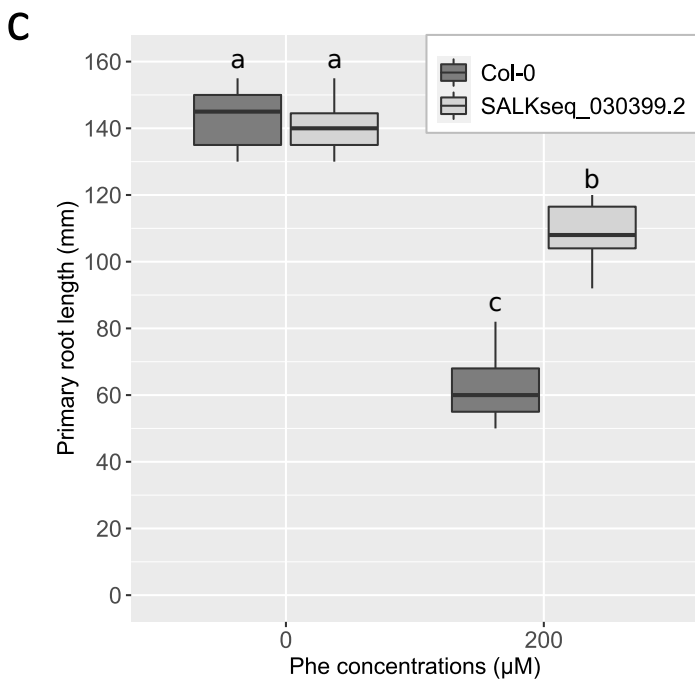 C
a
a
Col-0
SALKseq_030399.2
b
c
Primary root length (mm)
160
140
120
100
80
60
40
20
0
0
200
Phe concentrations (µM)